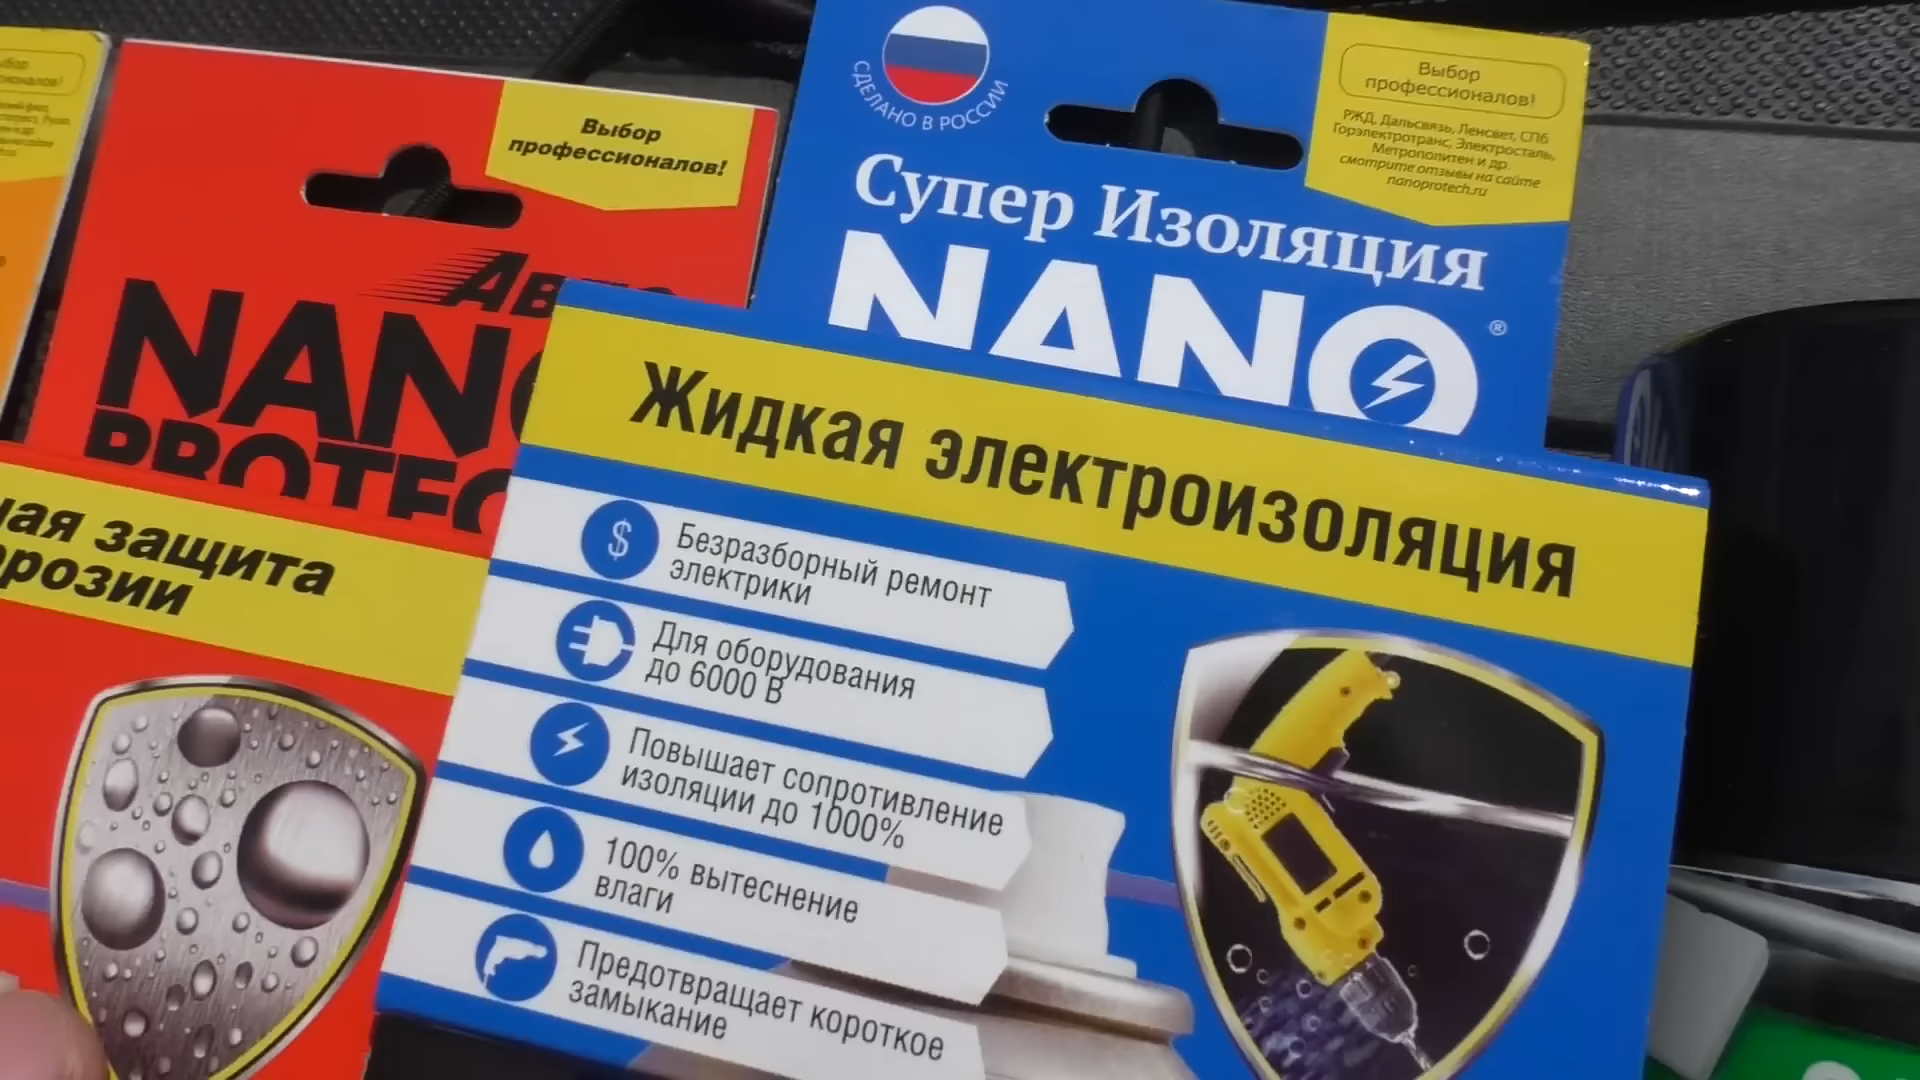 Выбор
профессионалов!
Авто
NANO
PROTEC
ная защита
розии
СДЕЛАНО В РОССИИ
Выбор
профессионалов!
РЖД, Дальсвязь, Ленсвет, СПб
Горэлектротранс, Электросталь,
Метрополитен и др.
смотрите отзывы на сайте
nanoprotech.ru
Супер Изоляция
NANO®
Жидкая электроизоляция
$ Безразборный ремонт
электрики
Для оборудования
до 6000 В
Повышает сопротивление
изоляции до 1000%
100% вытеснение
влаги
Предотвращает короткое
замыкание